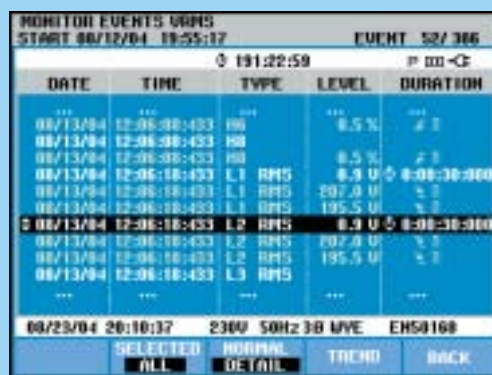 MONITOR EVENTS VRMS
START 08/12/04 19:55:17 EVENT 52/ 386
191:22:59
DATE TIME TYPE LEVEL DURATION
... ... ... ...
08/13/04 12:06:08:433 H6 0.5 %
08/13/04 12:06:08:433 H8
08/13/04 12:06:08:433 H8 0.5 %
08/13/04 12:06:18:433 L1 RMS 0.9 V 0:08:30:000
08/13/04 12:06:18:433 L1 RMS 207.0 V
08/13/04 12:06:18:433 L1 RMS 195.5 V
08/13/04 12:06:18:433 L2 RMS 0.9 V 0:08:30:000
08/13/04 12:06:18:433 L2 RMS 207.0 V
08/13/04 12:06:18:433 L2 RMS 195.5 V
08/13/04 12:06:18:433 L3 RMS
... ... ... ...
08/23/04 20:10:37 230V 50Hz 3Ø WYE EN50160
SELECTED NORMAL TREND BACK
ALL DETAIL